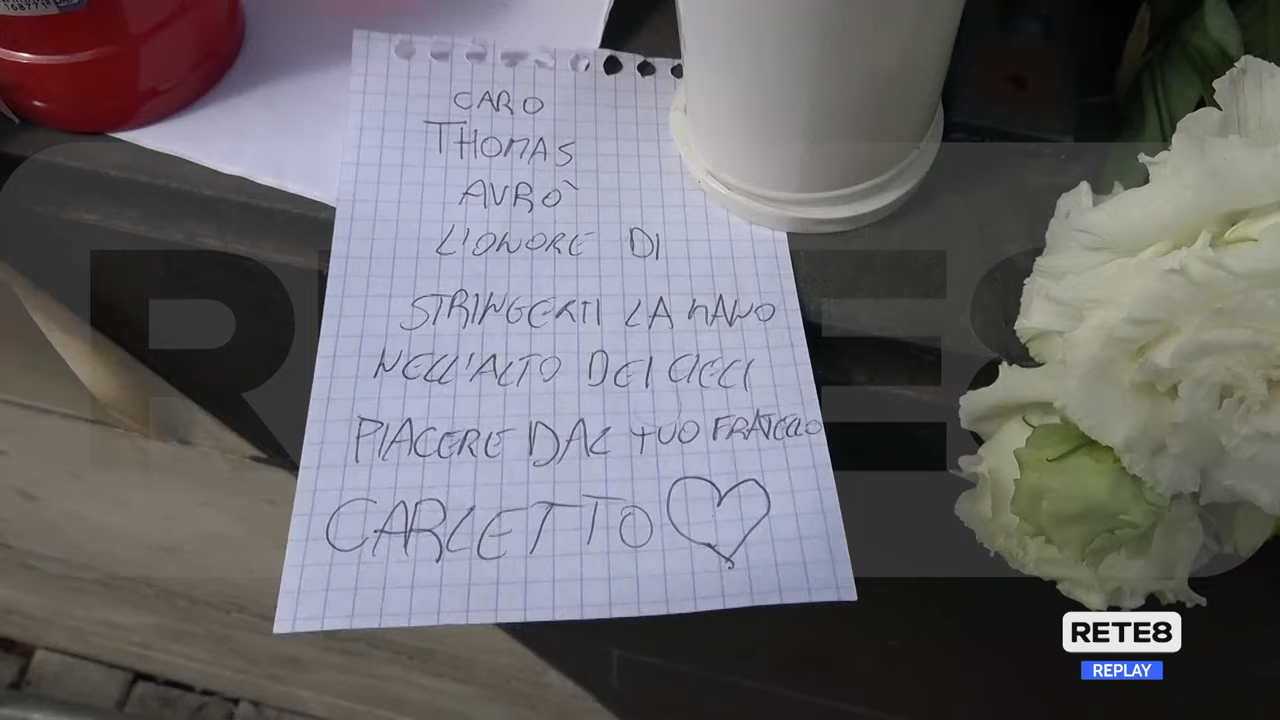 CARO
THOMAS
AVRÒ
L'ONORE DI
STRINGERTI LA MANO
NELL'ALTO DEI CIELI
PIACERE DAL TUO FRATELLO
CARLETTO
RETE8
REPLAY